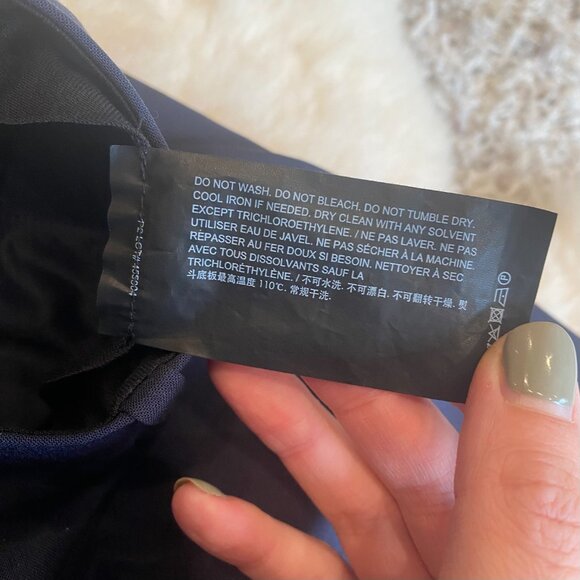 DO NOT WASH. DO NOT BLEACH. DO NOT TUMBLE DRY.
COOL IRON IF NEEDED. DRY CLEAN WITH ANY SOLVENT
EXCEPT TRICHLOROETHYLENE. / NE PAS LAVER. NE PAS
UTILISER EAU DE JAVEL. NE PAS SÉCHER À LA MACHINE.
RÉPASSER AU FER DOUX SI BESOIN. NETTOYER À SEC
AVEC TOUS DISSOLVANTS SAUF LA
TRICHLORÉTHYLÈNE. / 不可水洗. 不可漂白. 不可翻转干燥. 熨
斗底板最高温度 110°C. 常规干洗.